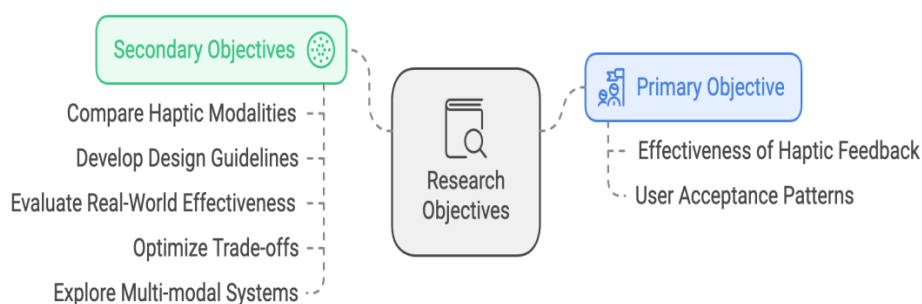 Secondary Objectives
Compare Haptic Modalities
Develop Design Guidelines
Evaluate Real-World Effectiveness
Optimize Trade-offs
Explore Multi-modal Systems
Research
Objectives
Primary Objective
Effectiveness of Haptic Feedback
User Acceptance Patterns